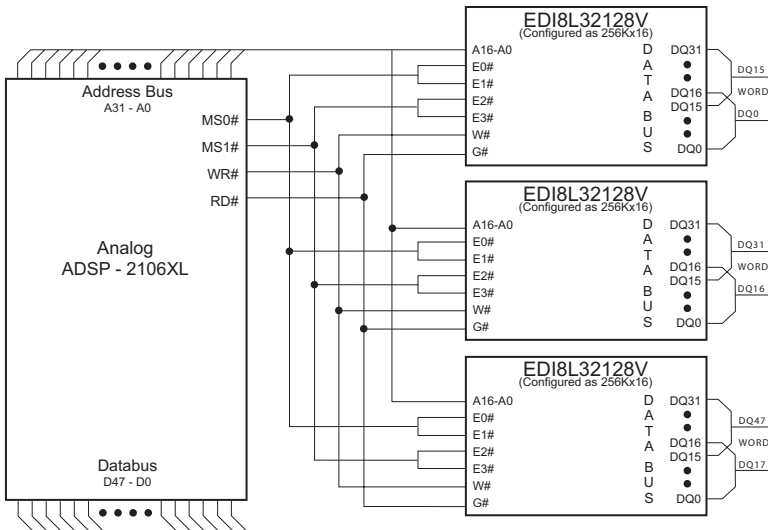 Address Bus
A31 - A0
MS0#
MS1#
WR#
RD#
Analog
ADSP - 2106XL
Databus
D47 - D0
EDI8L32128V
(Configured as 256Kx16)
A16-A0
E0#
E1#
E2#
E3#
W#
G#
D
A
T
A
B
U
S
DQ31
DQ16
DQ15
DQ0
DQ15
WORD
DQ0
EDI8L32128V
(Configured as 256Kx16)
A16-A0
E0#
E1#
E2#
E3#
W#
G#
D
A
T
A
B
U
S
DQ31
DQ16
DQ15
DQ0
DQ31
WORD
DQ16
EDI8L32128V
(Configured as 256Kx16)
A16-A0
E0#
E1#
E2#
E3#
W#
G#
D
A
T
A
B
U
S
DQ31
DQ16
DQ15
DQ0
DQ47
WORD
DQ17